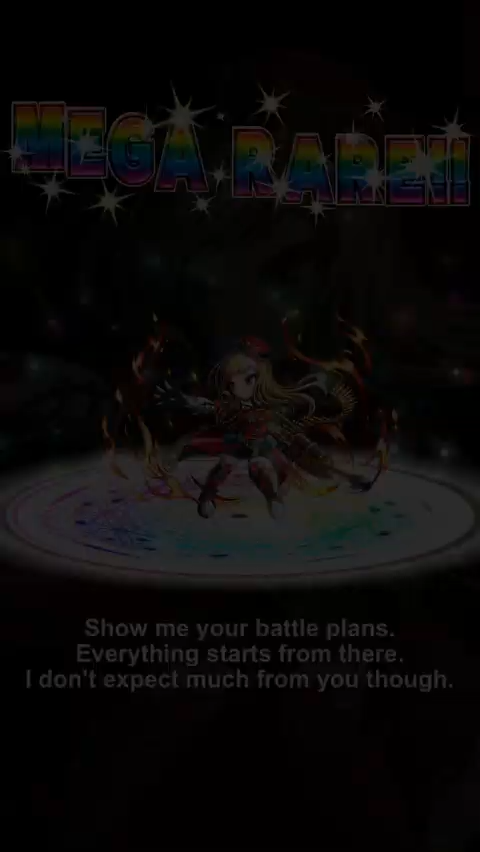 MEGA RARE!!
Show me your battle plans.
Everything starts from there.
I don't expect much from you though.